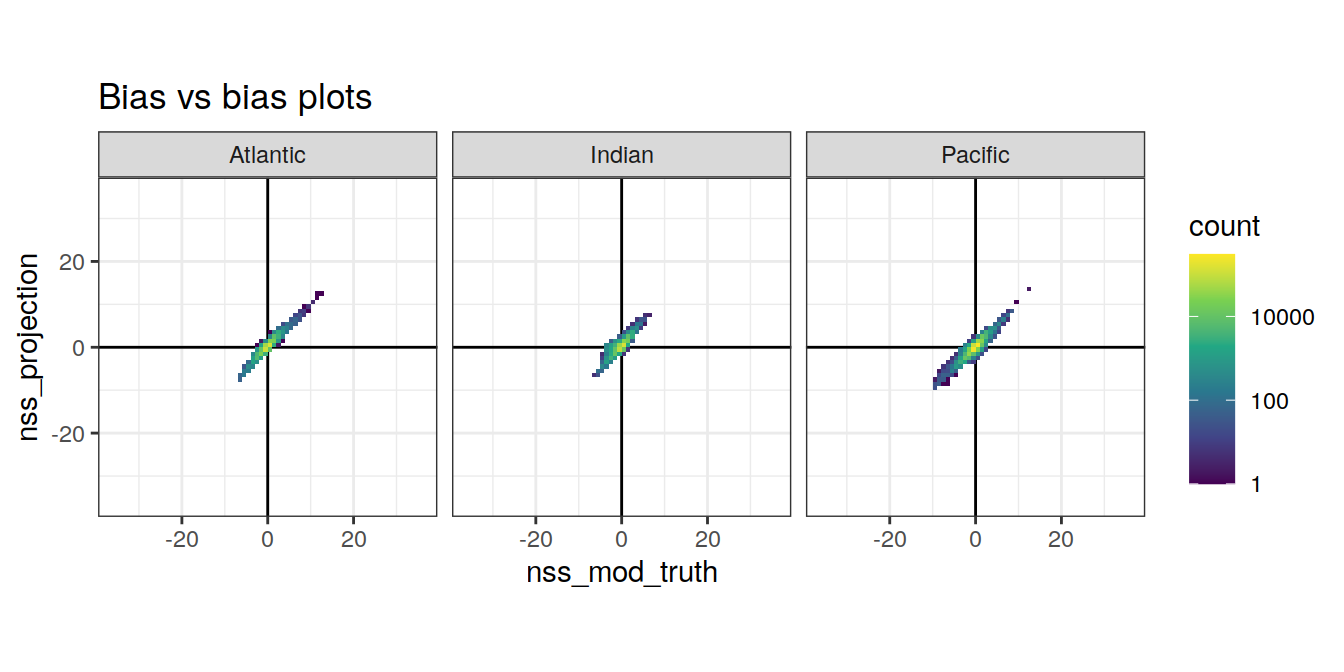 Bias vs bias plots
Atlantic
Indian
Pacific
nss_projection
20
0
-20
-20 0 20
-20 0 20
-20 0 20
nss_mod_truth
count
10000
100
1